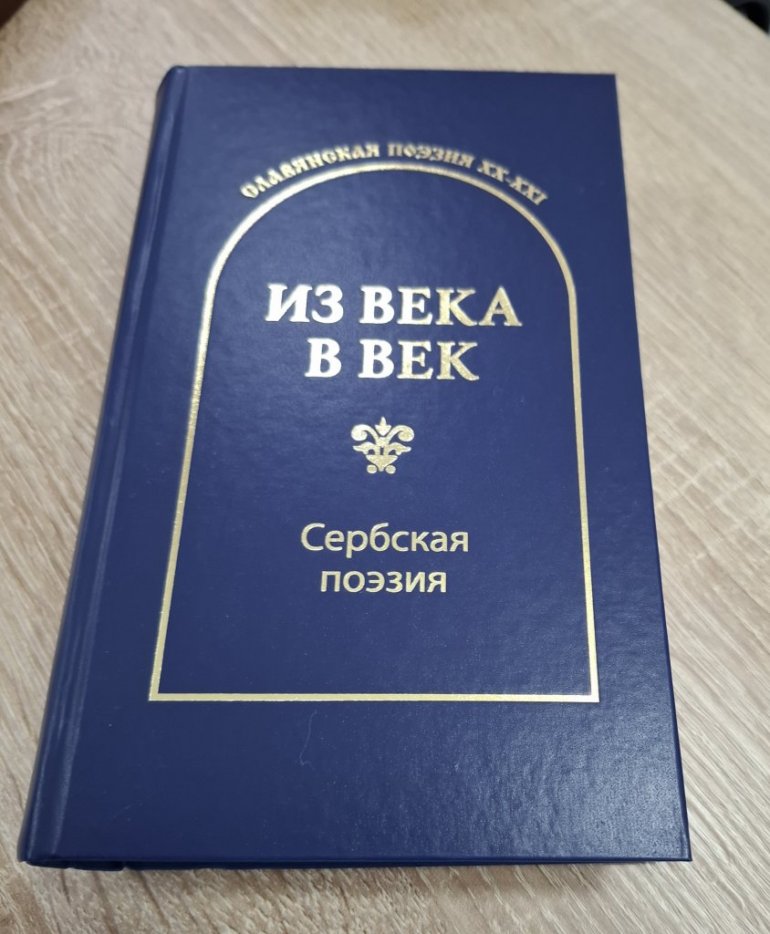 СЛАВЯНСКАЯ ПОЭЗИЯ XX-XXI
ИЗ ВЕКА
В ВЕК
Сербская
поэзия